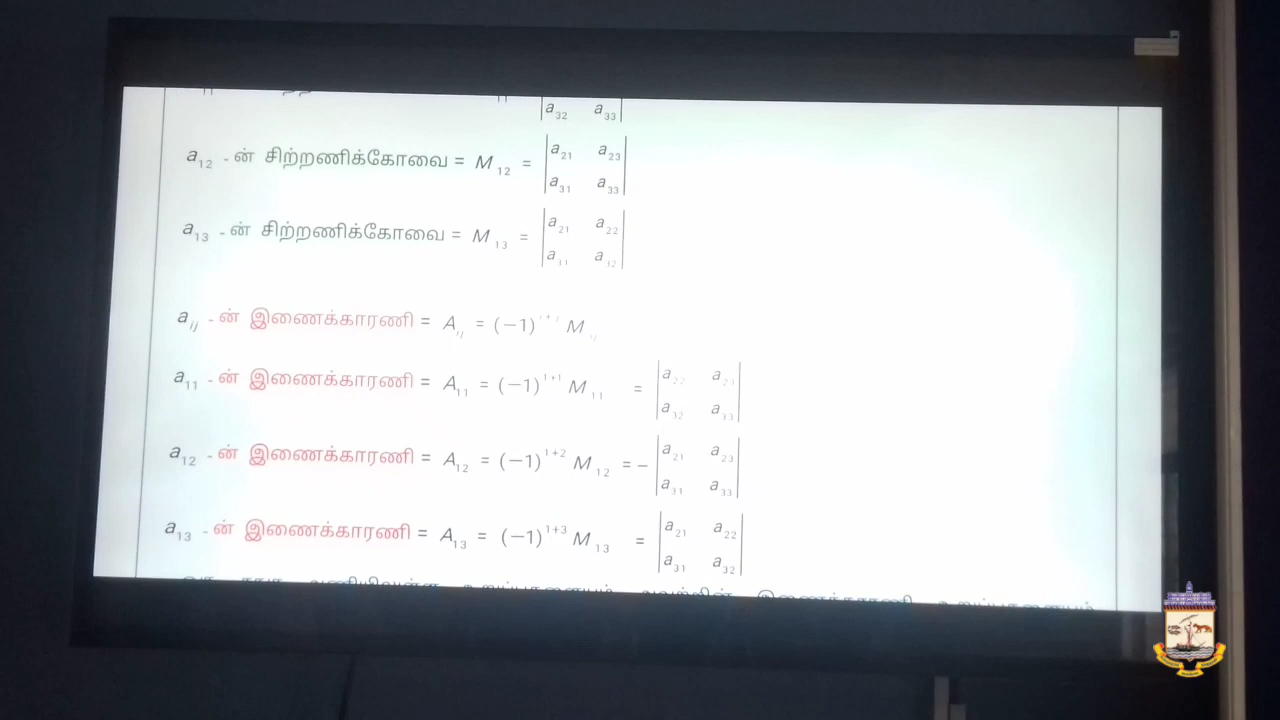 |a₃₂ a₃₃|
a₁₂ - ன் சிற்றணிக்கோவை = M₁₂ = |a₂₁ a₂₃|
|a₃₁ a₃₃|
a₁₃ - ன் சிற்றணிக்கோவை = M₁₃ = |a₂₁ a₂₂|
|a₃₁ a₃₂|
aᵢⱼ - ன் இணைக்காரணி = Aᵢⱼ = (−1)ⁱ⁺ʲ Mᵢⱼ
a₁₁ - ன் இணைக்காரணி = A₁₁ = (−1)¹⁺¹ M₁₁ = |a₂₂ a₂₃|
|a₃₂ a₃₃|
a₁₂ - ன் இணைக்காரணி = A₁₂ = (−1)¹⁺² M₁₂ = − |a₂₁ a₂₃|
|a₃₁ a₃₃|
a₁₃ - ன் இணைக்காரணி = A₁₃ = (−1)¹⁺³ M₁₃ = |a₂₁ a₂₂|
|a₃₁ a₃₂|